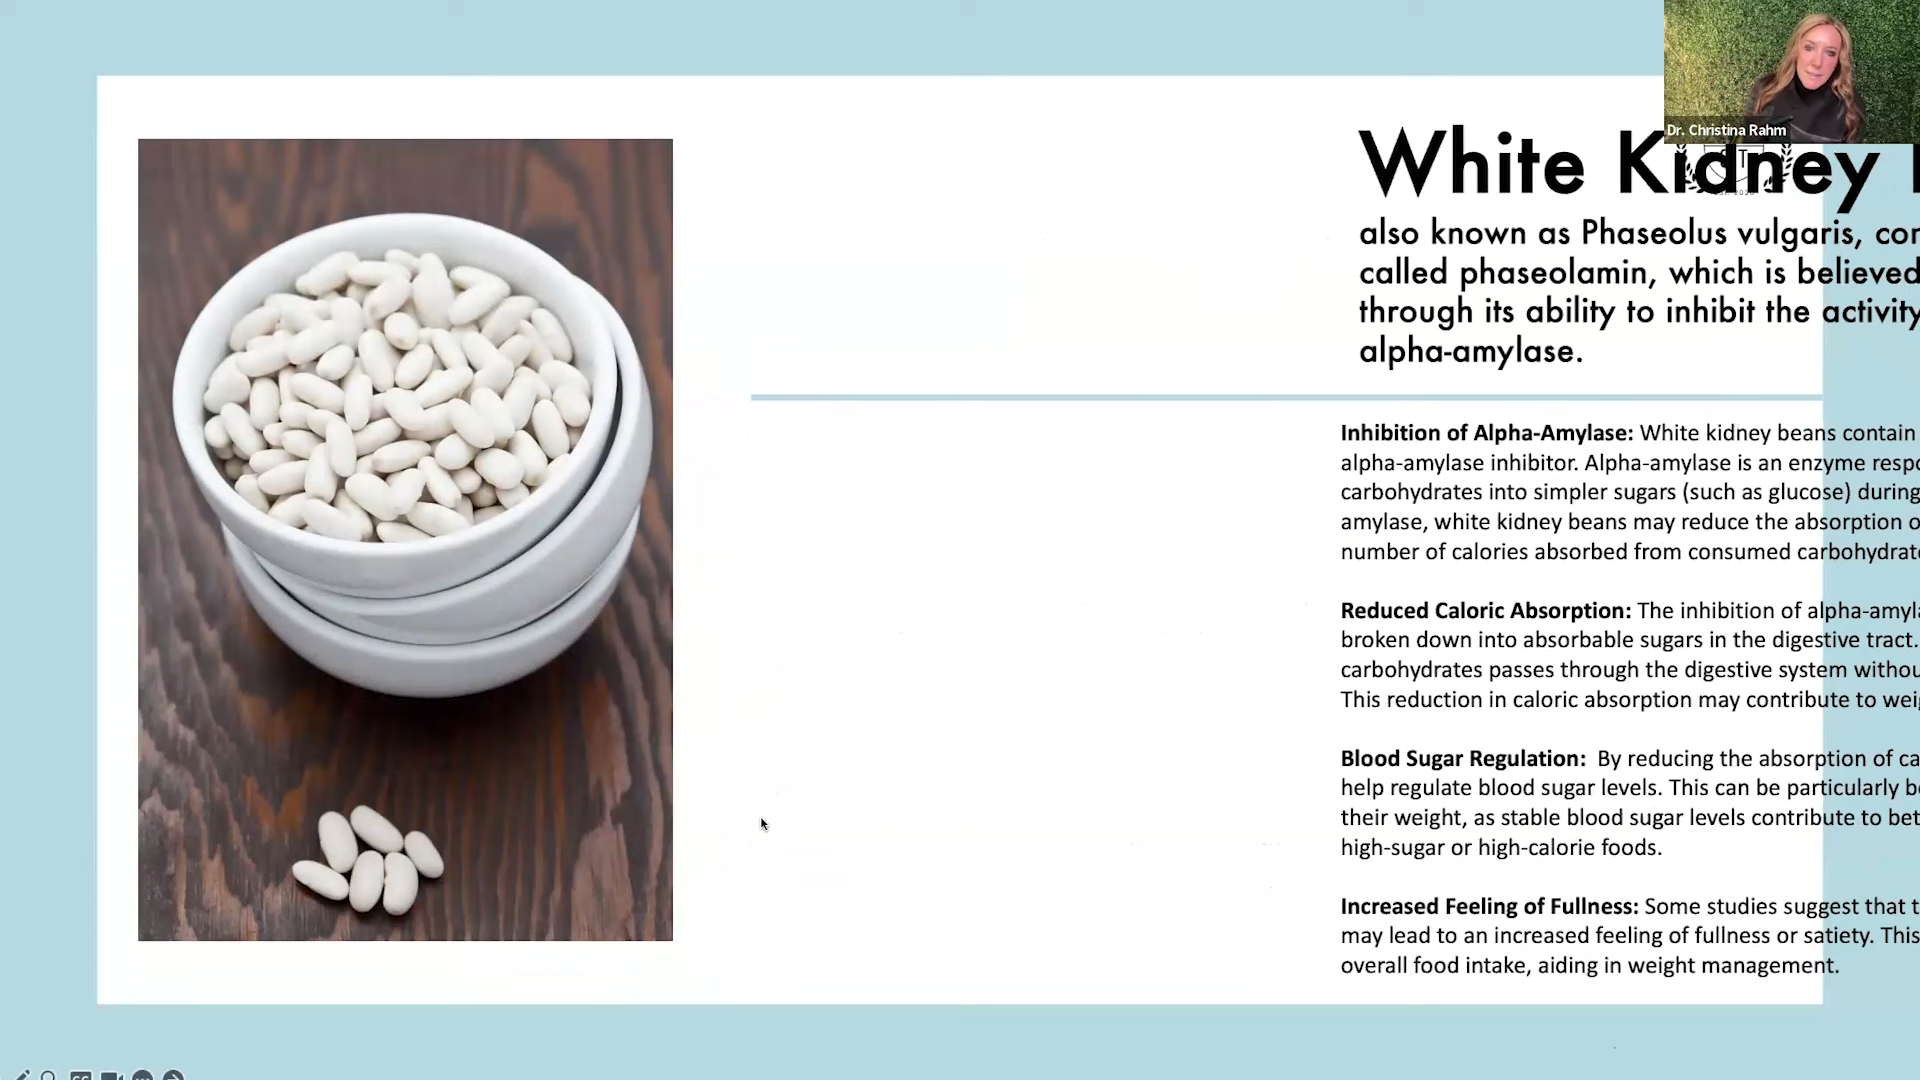 Dr. Christina Rahm
White Kidney
also known as Phaseolus vulgaris, con
called phaseolamin, which is believed
through its ability to inhibit the activity
alpha-amylase.
Inhibition of Alpha-Amylase: White kidney beans contain
alpha-amylase inhibitor. Alpha-amylase is an enzyme respo
carbohydrates into simpler sugars (such as glucose) during
amylase, white kidney beans may reduce the absorption o
number of calories absorbed from consumed carbohydrate
Reduced Caloric Absorption: The inhibition of alpha-amyla
broken down into absorbable sugars in the digestive tract.
carbohydrates passes through the digestive system withou
This reduction in caloric absorption may contribute to weig
Blood Sugar Regulation: By reducing the absorption of ca
help regulate blood sugar levels. This can be particularly be
their weight, as stable blood sugar levels contribute to bet
high-sugar or high-calorie foods.
Increased Feeling of Fullness: Some studies suggest that t
may lead to an increased feeling of fullness or satiety. This
overall food intake, aiding in weight management.